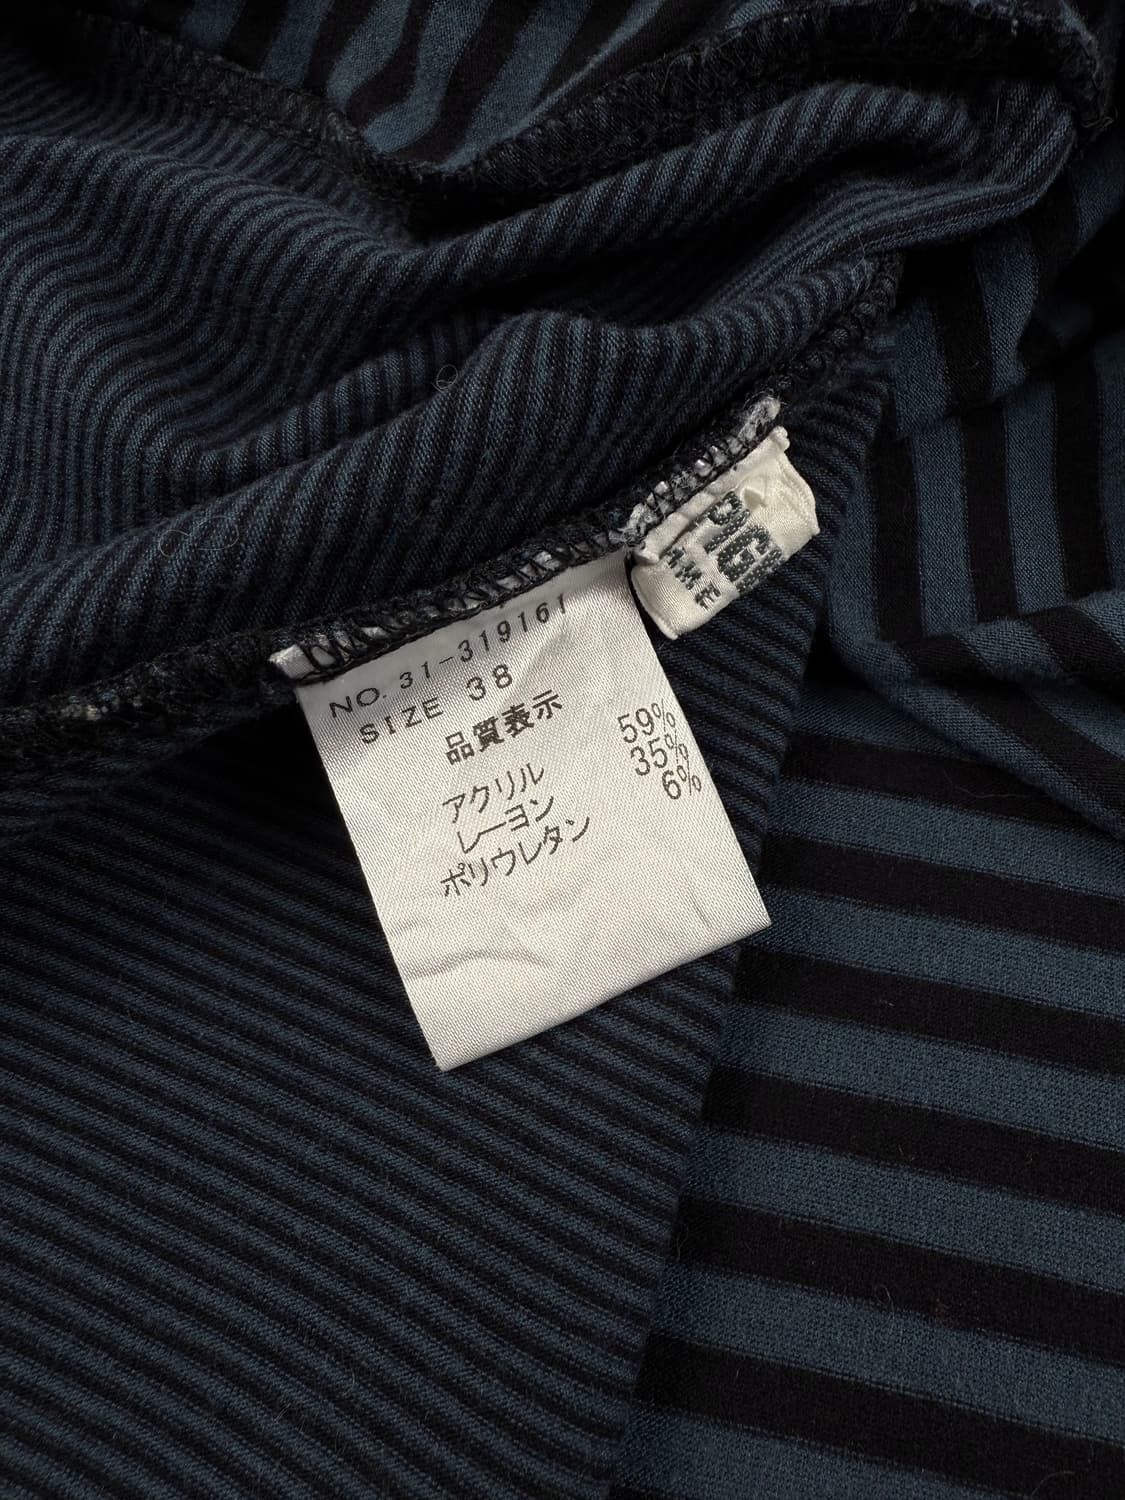 NO. 31-319161
SIZE 38
品質表示
アクリル 59%
レーヨン 35%
ポリウレタン 6%